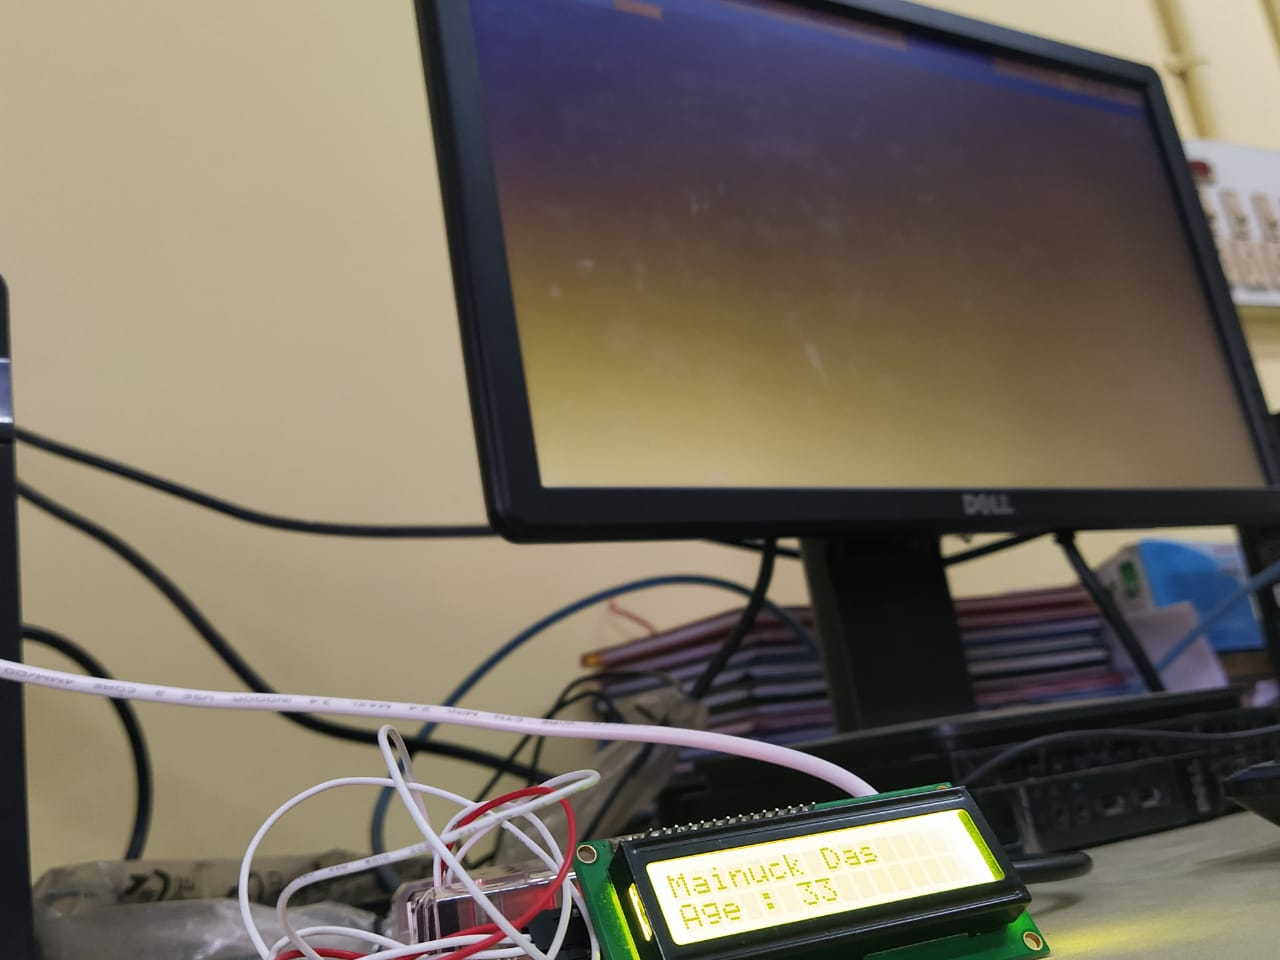 DELL
Mainuck Das
Age : 33